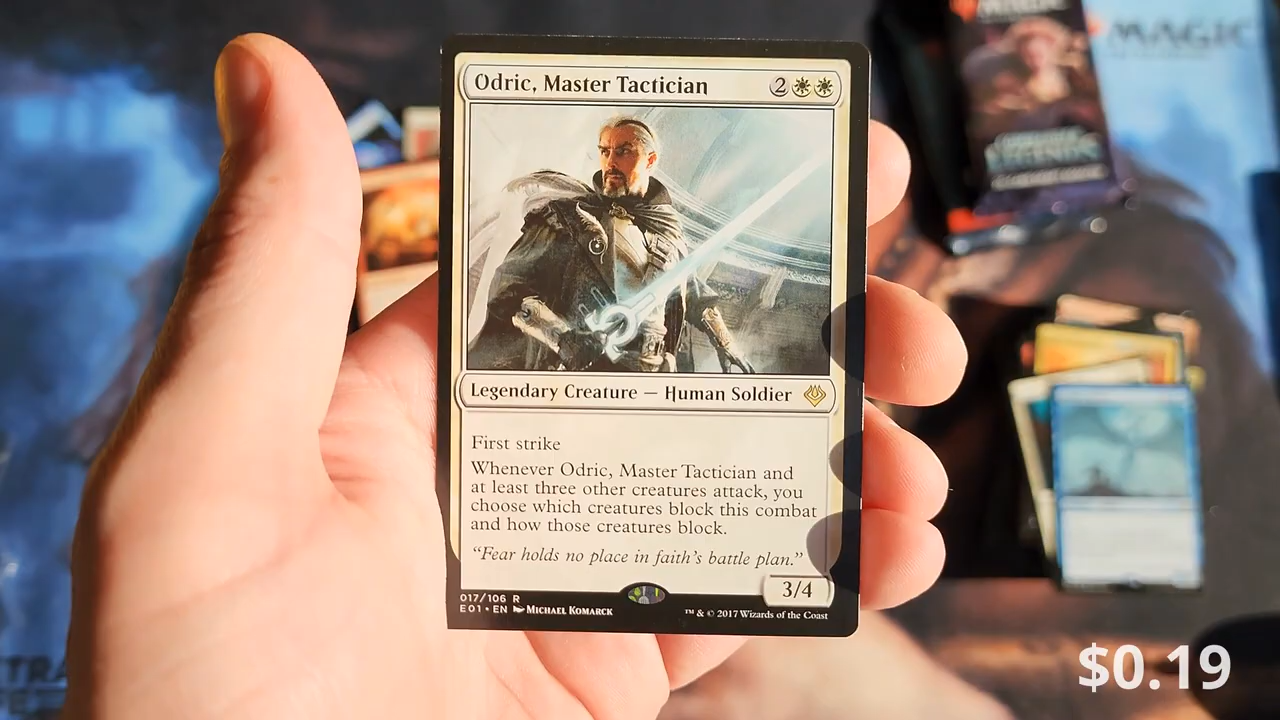 MAGIC
MAGIC
LEGENDS
Odric, Master Tactician 2
Legendary Creature — Human Soldier
First strike
Whenever Odric, Master Tactician and
at least three other creatures attack, you
choose which creatures block this combat
and how those creatures block.
“Fear holds no place in faith’s battle plan.”
3/4
017/106 R
E01 • EN Michael Komarck
™ & © 2017 Wizards of the Coast
$0.19